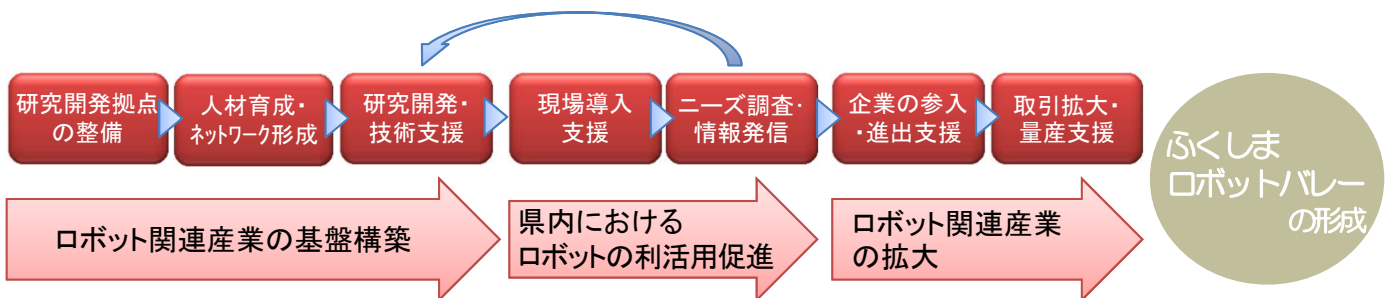 研究開発拠点
の整備
人材育成・
ネットワーク形成
研究開発・
技術支援
現場導入
支援
ニーズ調査・
情報発信
企業の参入
・進出支援
取引拡大・
量産支援
ロボット関連産業の基盤構築
県内における
ロボットの利活用促進
ロボット関連産業
の拡大
ふくしま
ロボットバレー
の形成